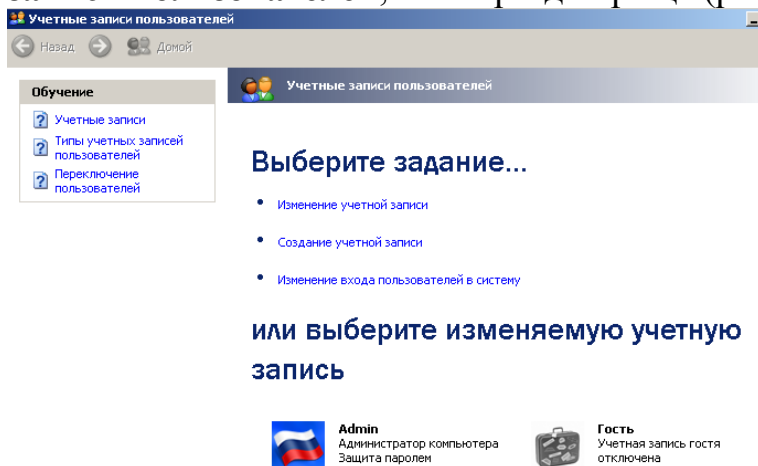 Учетные записи пользователей
Назад
Домой
Обучение
Учетные записи
Типы учетных записей
пользователей
Переключение
пользователей
Учетные записи пользователей
Выберите задание...
Изменение учетной записи
Создание учетной записи
Изменение входа пользователей в систему
или выберите изменяемую учетную
запись
Admin
Администратор компьютера
Защита паролем
Гость
Учетная запись гостя
отключена